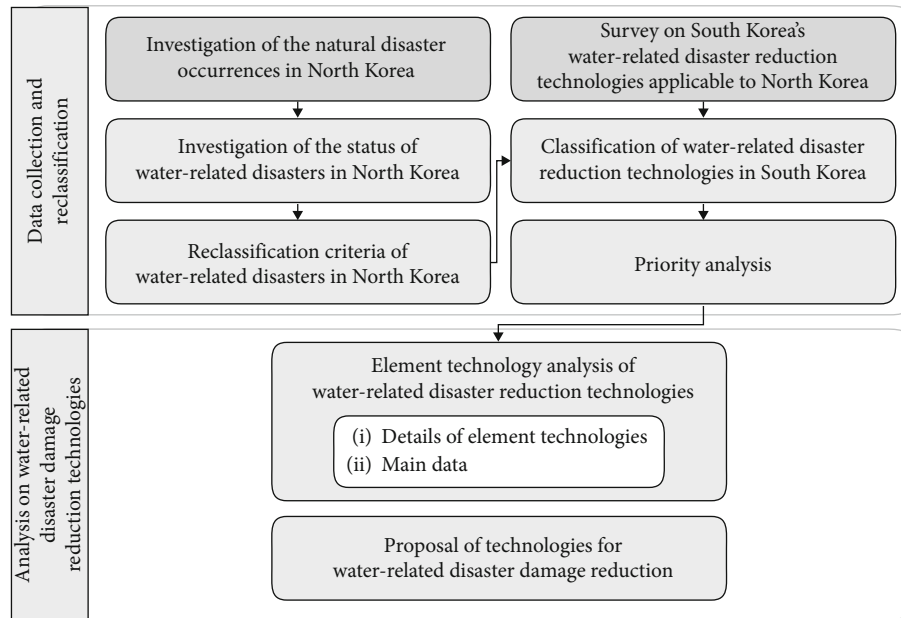 Data collection and
reclassification
Investigation of the natural disaster
occurrences in North Korea
Investigation of the status of
water-related disasters in North Korea
Reclassification criteria of
water-related disasters in North Korea
Survey on South Korea's
water-related disaster reduction
technologies applicable to North Korea
Classification of water-related disaster
reduction technologies in South Korea
Priority analysis
Analysis on water-related
disaster damage
reduction technologies
Element technology analysis of
water-related disaster reduction technologies
(i) Details of element technologies
(ii) Main data
Proposal of technologies for
water-related disaster damage reduction